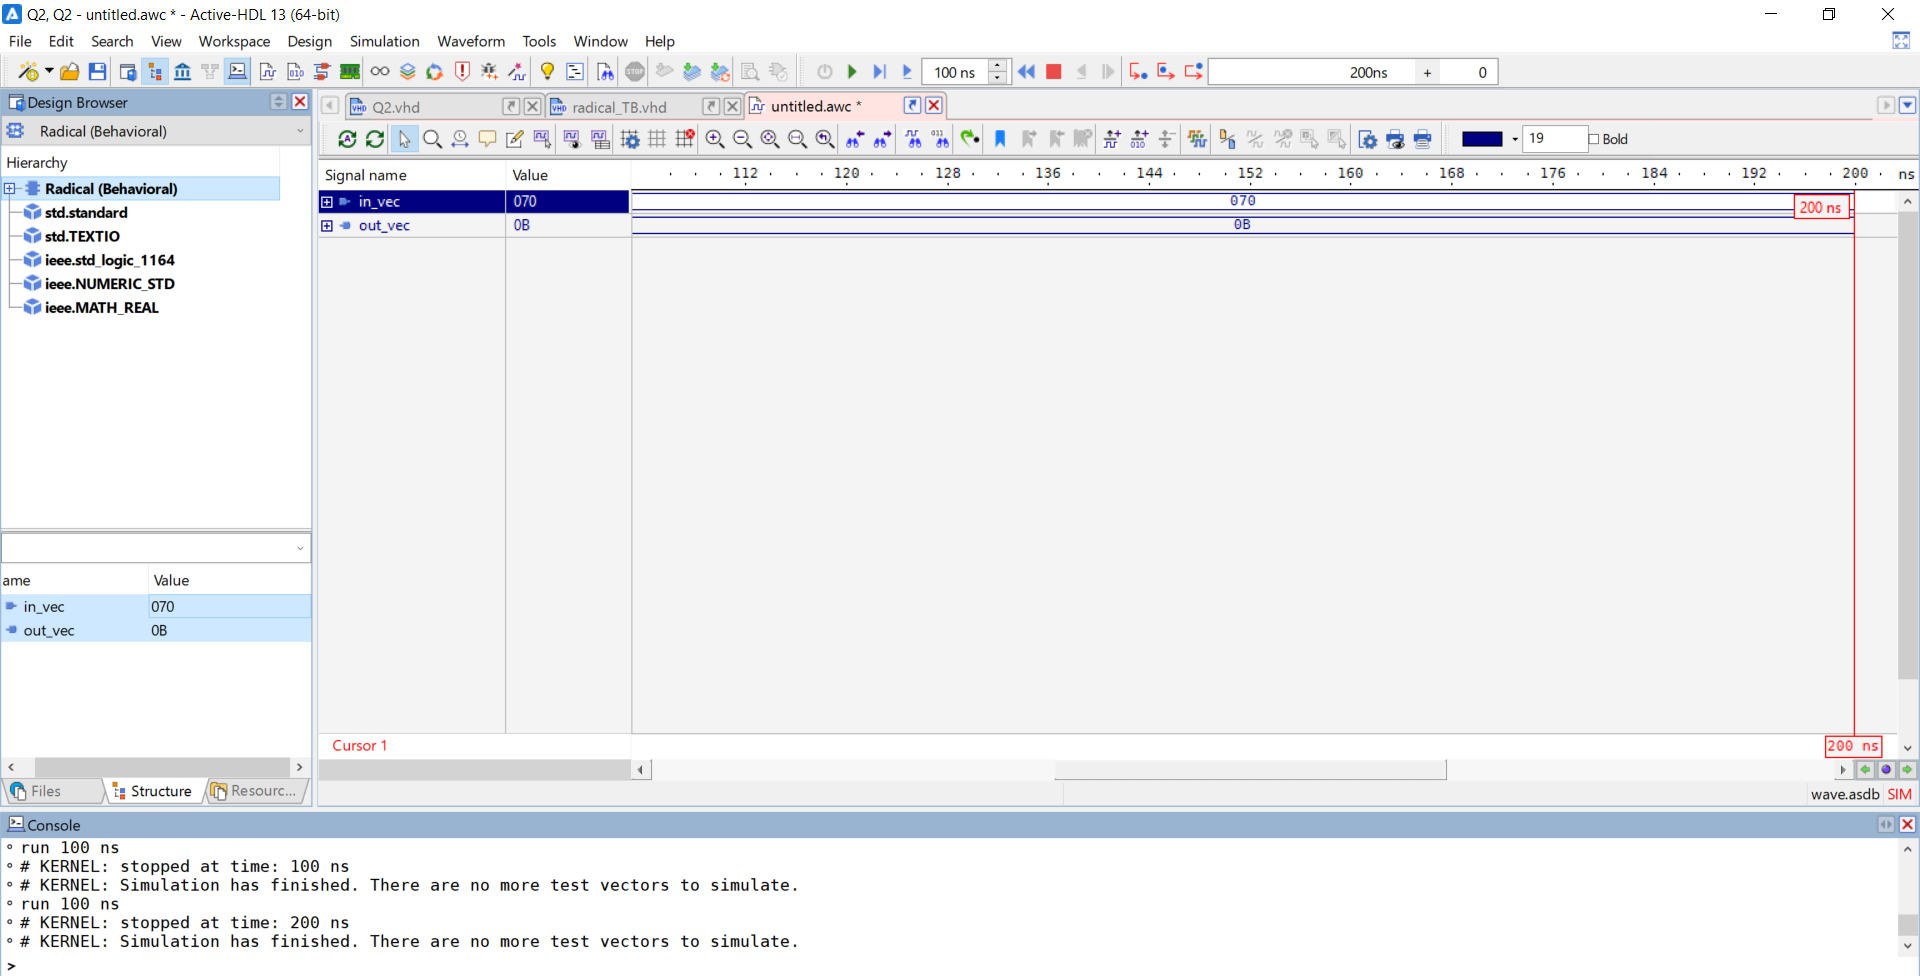 Q2, Q2 - untitled.awc * - Active-HDL 13 (64-bit)
File Edit Search View Workspace Design Simulation Waveform Tools Window Help
100 ns
200ns + 0
Design Browser
Radical (Behavioral)
Hierarchy
Radical (Behavioral)
std.standard
std.TEXTIO
ieee.std_logic_1164
ieee.NUMERIC_STD
ieee.MATH_REAL
ame Value
in_vec 070
out_vec 0B
Files Structure Resourc...
Q2.vhd radical_TB.vhd untitled.awc *
19 Bold
Signal name Value 112 120 128 136 144 152 160 168 176 184 192 200 ns
in_vec 070 070
200 ns
out_vec 0B 0B
Cursor 1 200 ns
wave.asdb SIM
Console
run 100 ns
# KERNEL: stopped at time: 100 ns
# KERNEL: Simulation has finished. There are no more test vectors to simulate.
run 100 ns
# KERNEL: stopped at time: 200 ns
# KERNEL: Simulation has finished. There are no more test vectors to simulate.
>